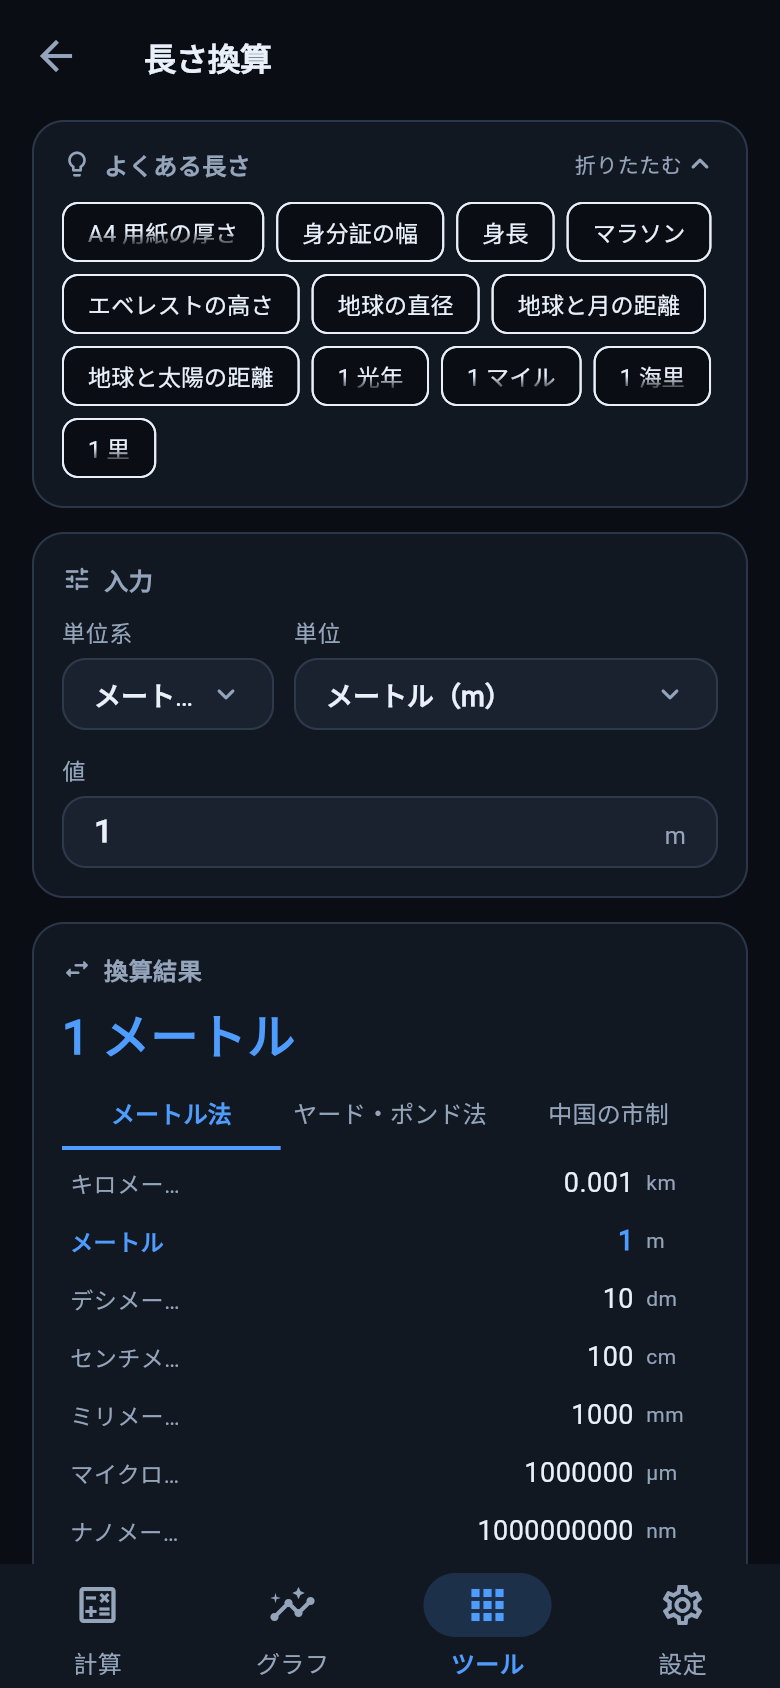 長さ換算
よくある長さ 折りたたむ
A4 用紙の厚さ 身分証の幅 身長 マラソン
エベレストの高さ 地球の直径 地球と月の距離
地球と太陽の距離 1 光年 1 マイル 1 海里
1 里
入力
単位系 単位
メート... メートル（m）
値
1 m
換算結果
1 メートル
メートル法 ヤード・ポンド法 中国の市制
キロメー... 0.001 km
メートル 1 m
デシメー... 10 dm
センチメ... 100 cm
ミリメー... 1000 mm
マイクロ... 1000000 μm
ナノメー... 1000000000 nm
計算 グラフ ツール 設定